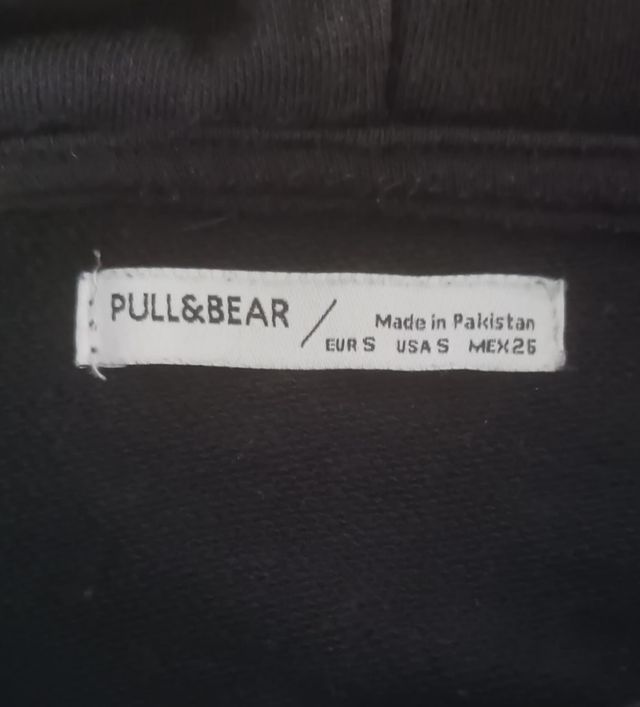 PULL&BEAR /
Made in Pakistan
EUR S USA S MEX 26